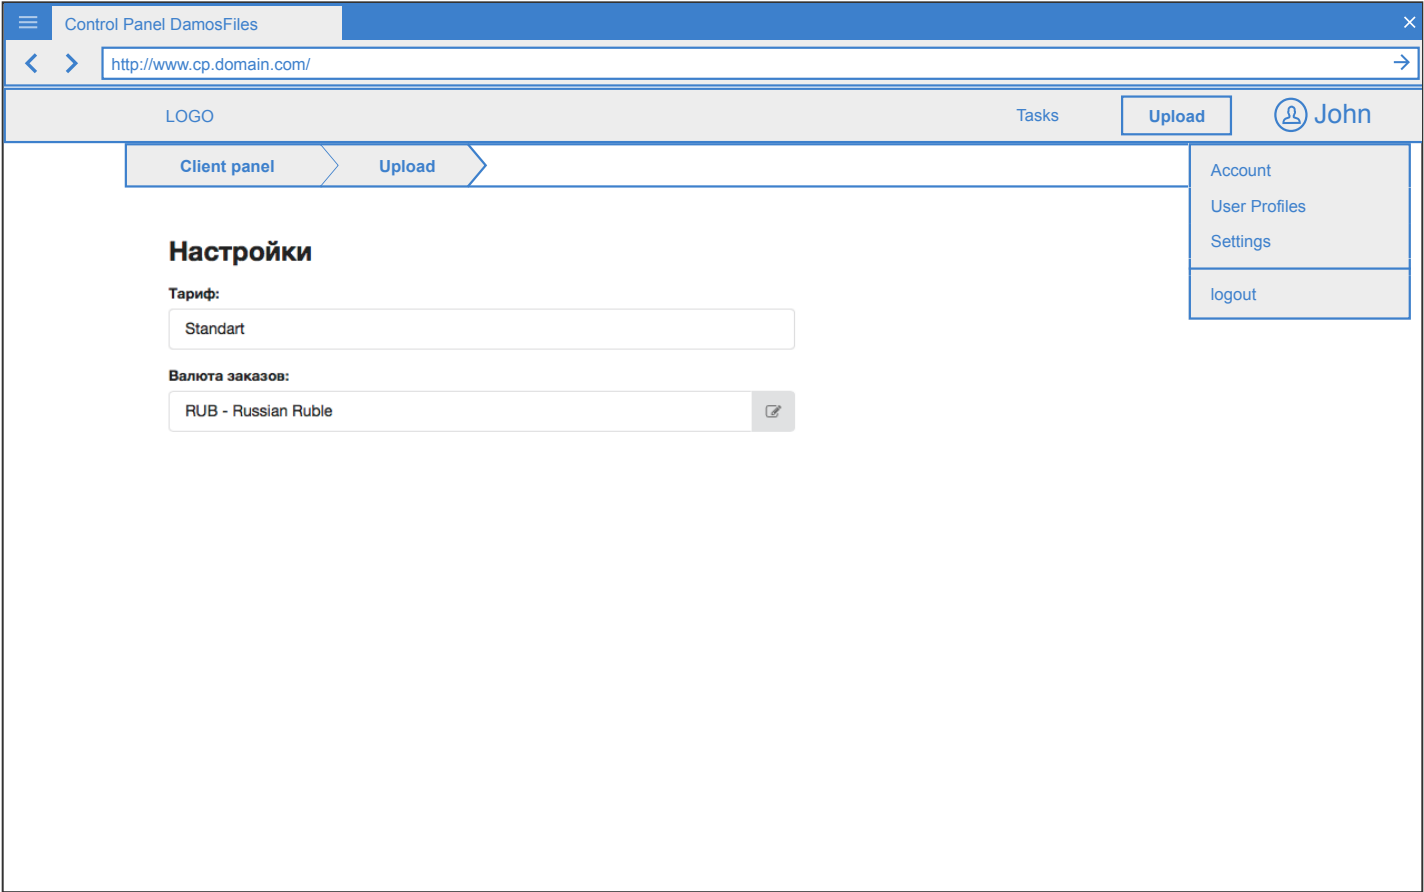 Control Panel DamosFiles
http://www.cp.domain.com/
LOGO
Tasks
Upload
John
Client panel
Upload
Account
User Profiles
Settings
logout
Настройки
Тариф:
Standart
Валюта заказов:
RUB - Russian Ruble